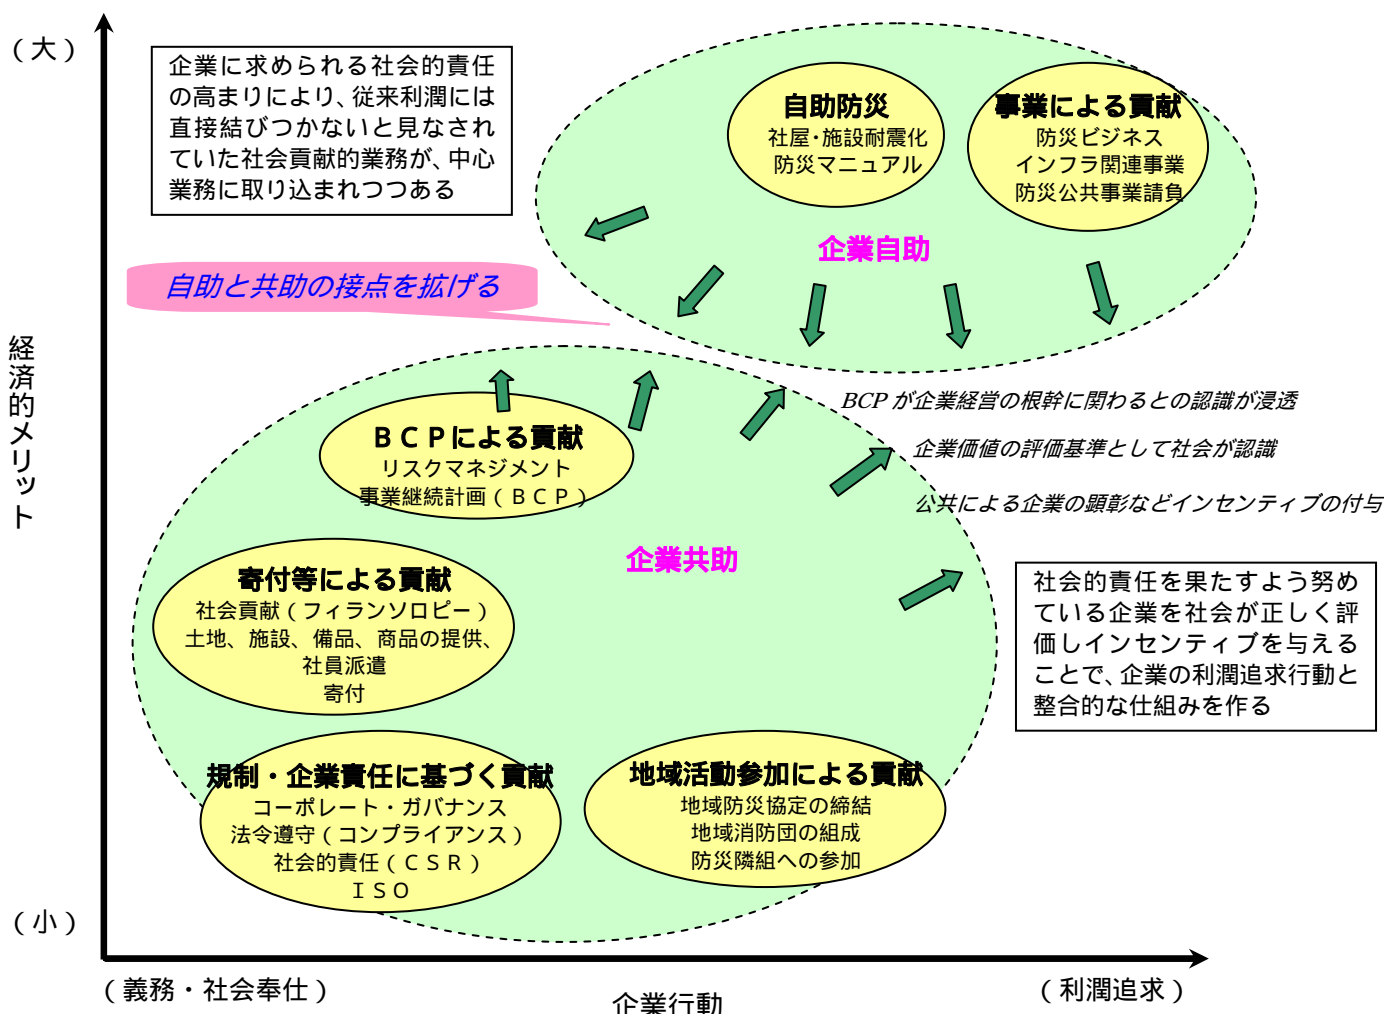 （大）
企業に求められる社会的責任
の高まりにより、従来利潤には
直接結びつかないと見なされ
ていた社会貢献的業務が、中心
業務に取り込まれつつある
自助防災
社屋・施設耐震化
防災マニュアル
事業による貢献
防災ビジネス
インフラ関連事業
防災公共事業請負
企業自助
自助と共助の接点を拡げる
経済的メリット
BCPが企業経営の根幹に関わるとの認識が浸透
企業価値の評価基準として社会が認識
公共による企業の顕彰などインセンティブの付与
ＢＣＰによる貢献
リスクマネジメント
事業継続計画（ＢＣＰ）
企業共助
寄付等による貢献
社会貢献（フィランソロピー）
土地、施設、備品、商品の提供、
社員派遣
寄付
社会的責任を果たすよう努め
ている企業を社会が正しく評
価しインセンティブを与える
ことで、企業の利潤追求行動と
整合的な仕組みを作る
規制・企業責任に基づく貢献
コーポレート・ガバナンス
法令遵守（コンプライアンス）
社会的責任（ＣＳＲ）
ＩＳＯ
地域活動参加による貢献
地域防災協定の締結
地域消防団の組成
防災隣組への参加
（小）
（義務・社会奉仕）
企業行動
（利潤追求）